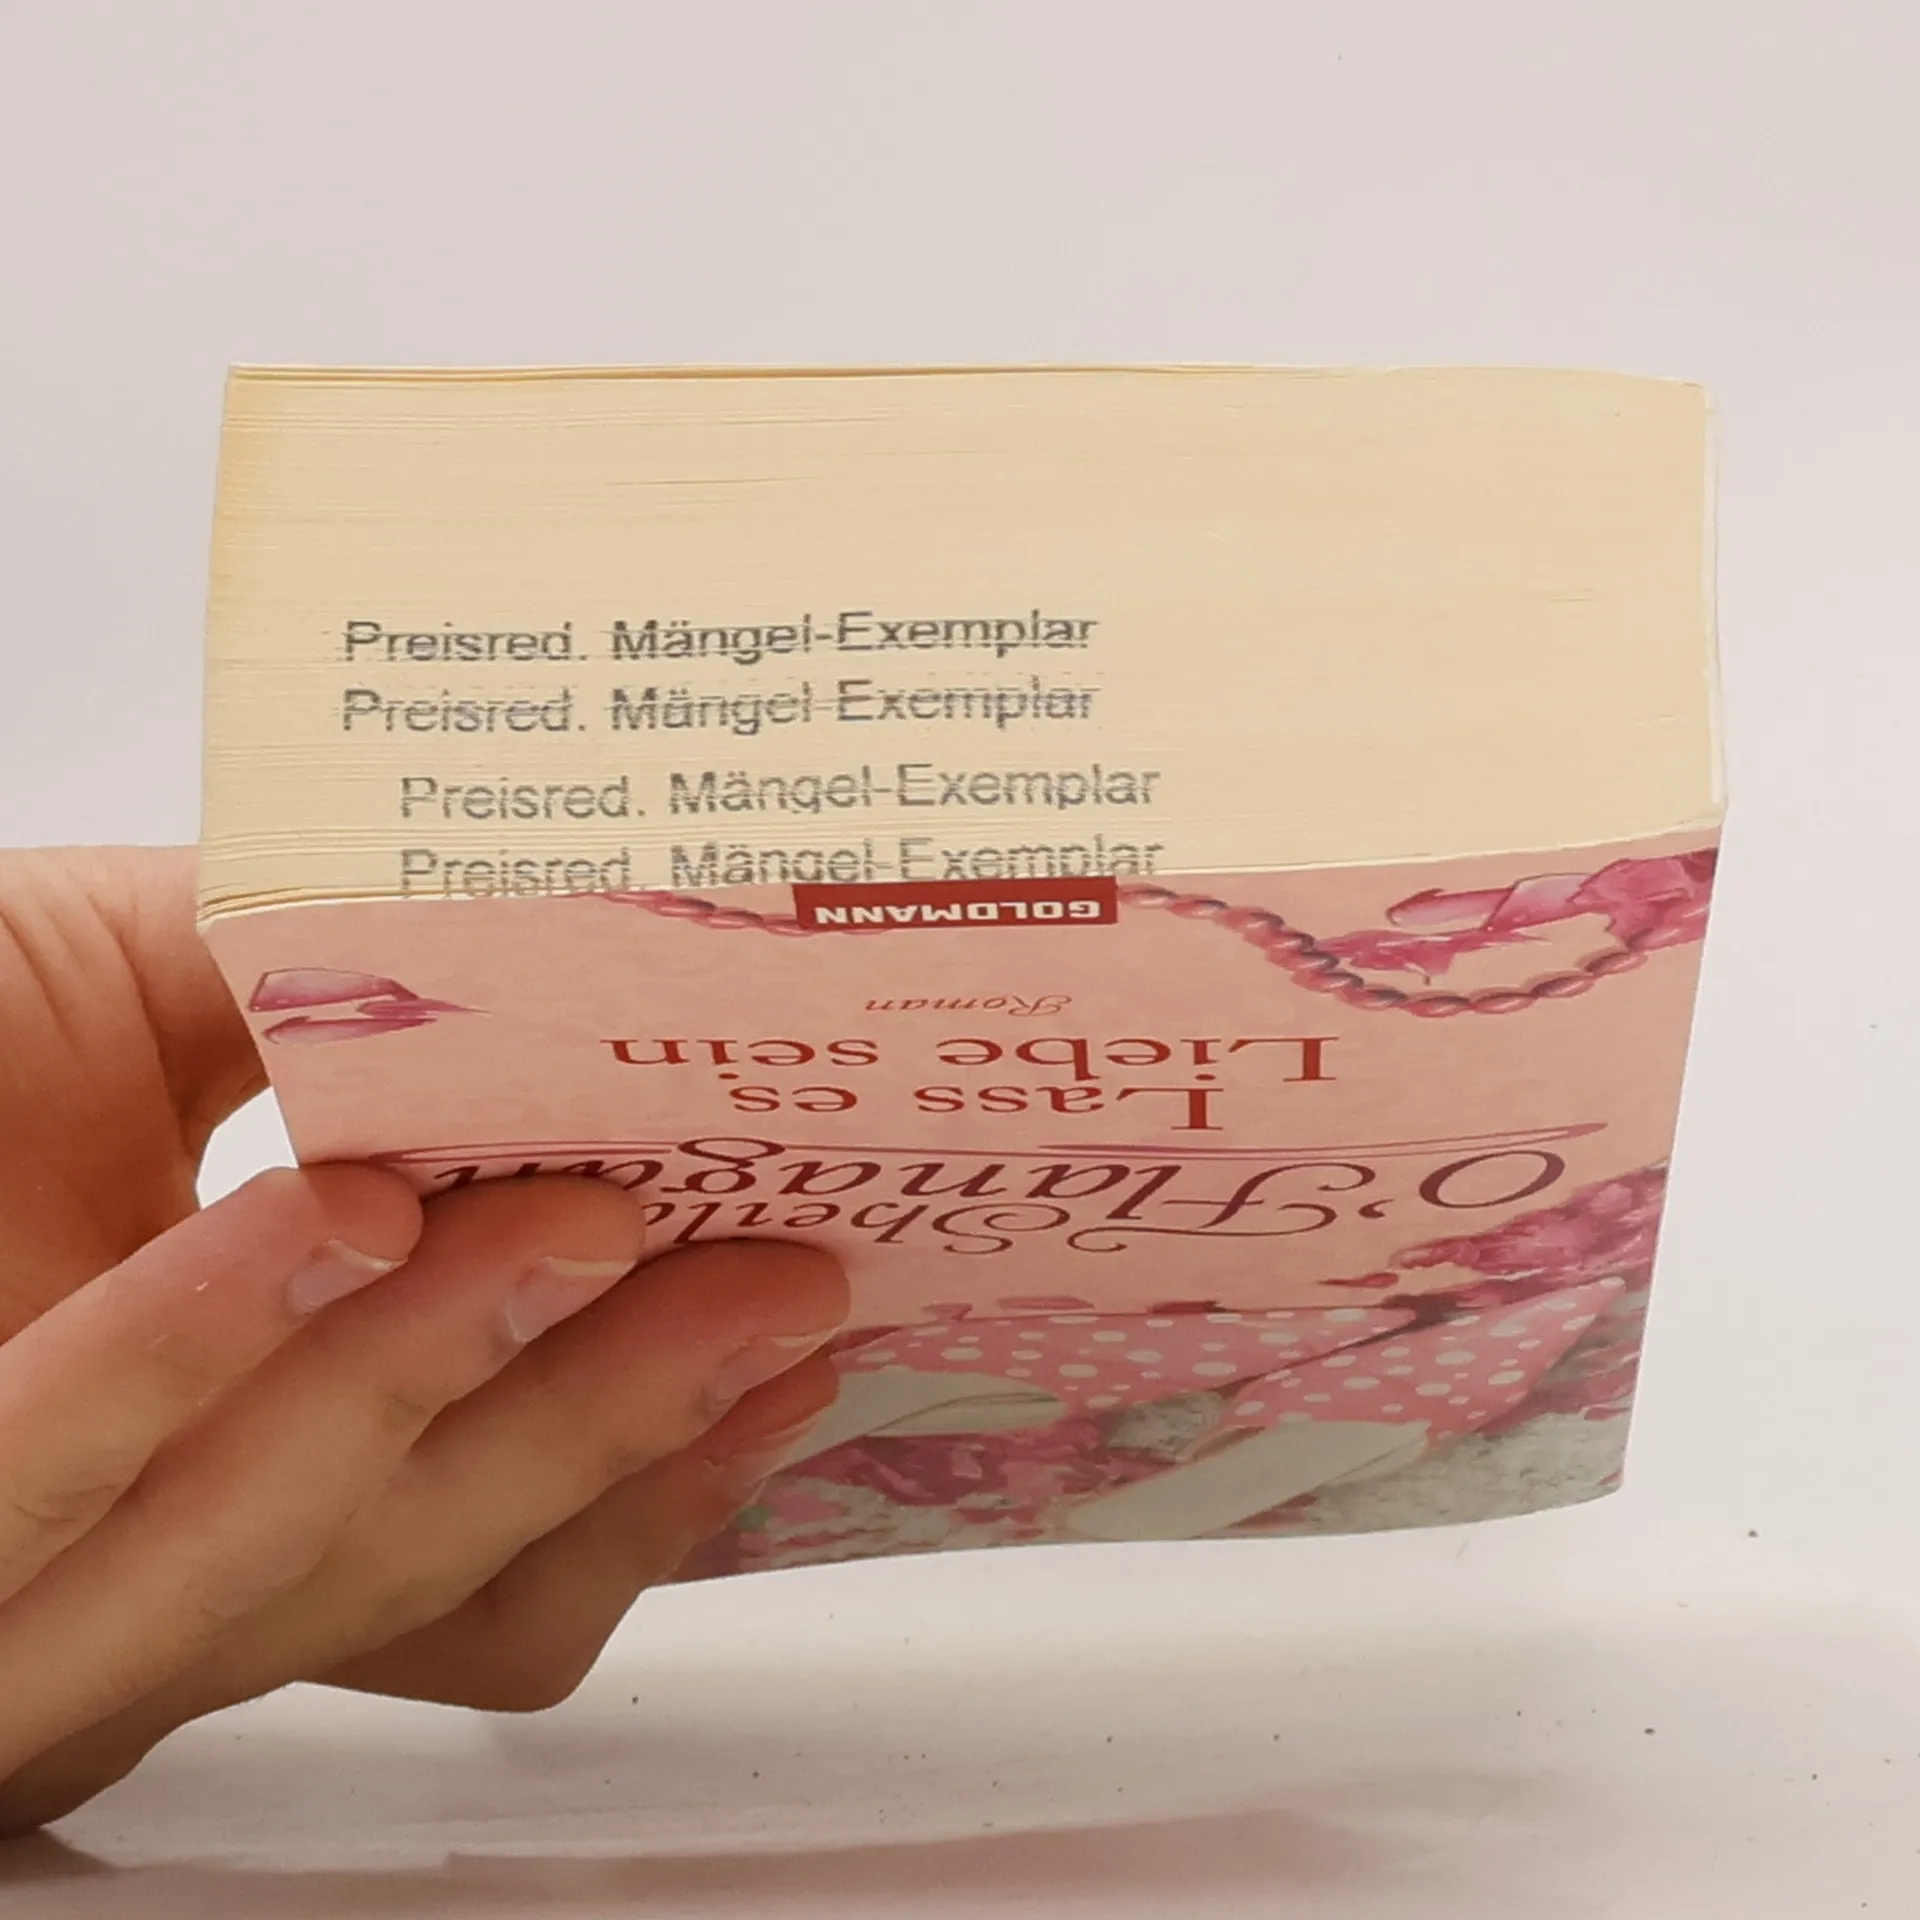 Preisred. Mängel-Exemplar
Preisred. Mängel-Exemplar
Preisred. Mängel-Exemplar
Preisred. Mängel-Exemplar
GOLDMANN
Roman
Liebe sein
Lass es
O'Flanagan